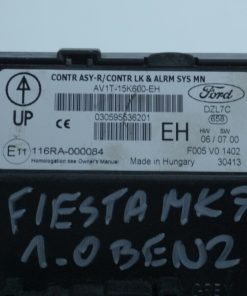 CONTR ASY-R/CONTR LK & ALRM SYS MN
AV1T-15K600-EH
Ford
030595536201
DZL7C
658
UP
CE
EH
HW SW
06/07.00
E11 116RA-000084
F005 V0 1402
Homologation see Owner's Manual
Made in Hungary
30413
FIESTA MK7
1.0 BENZ